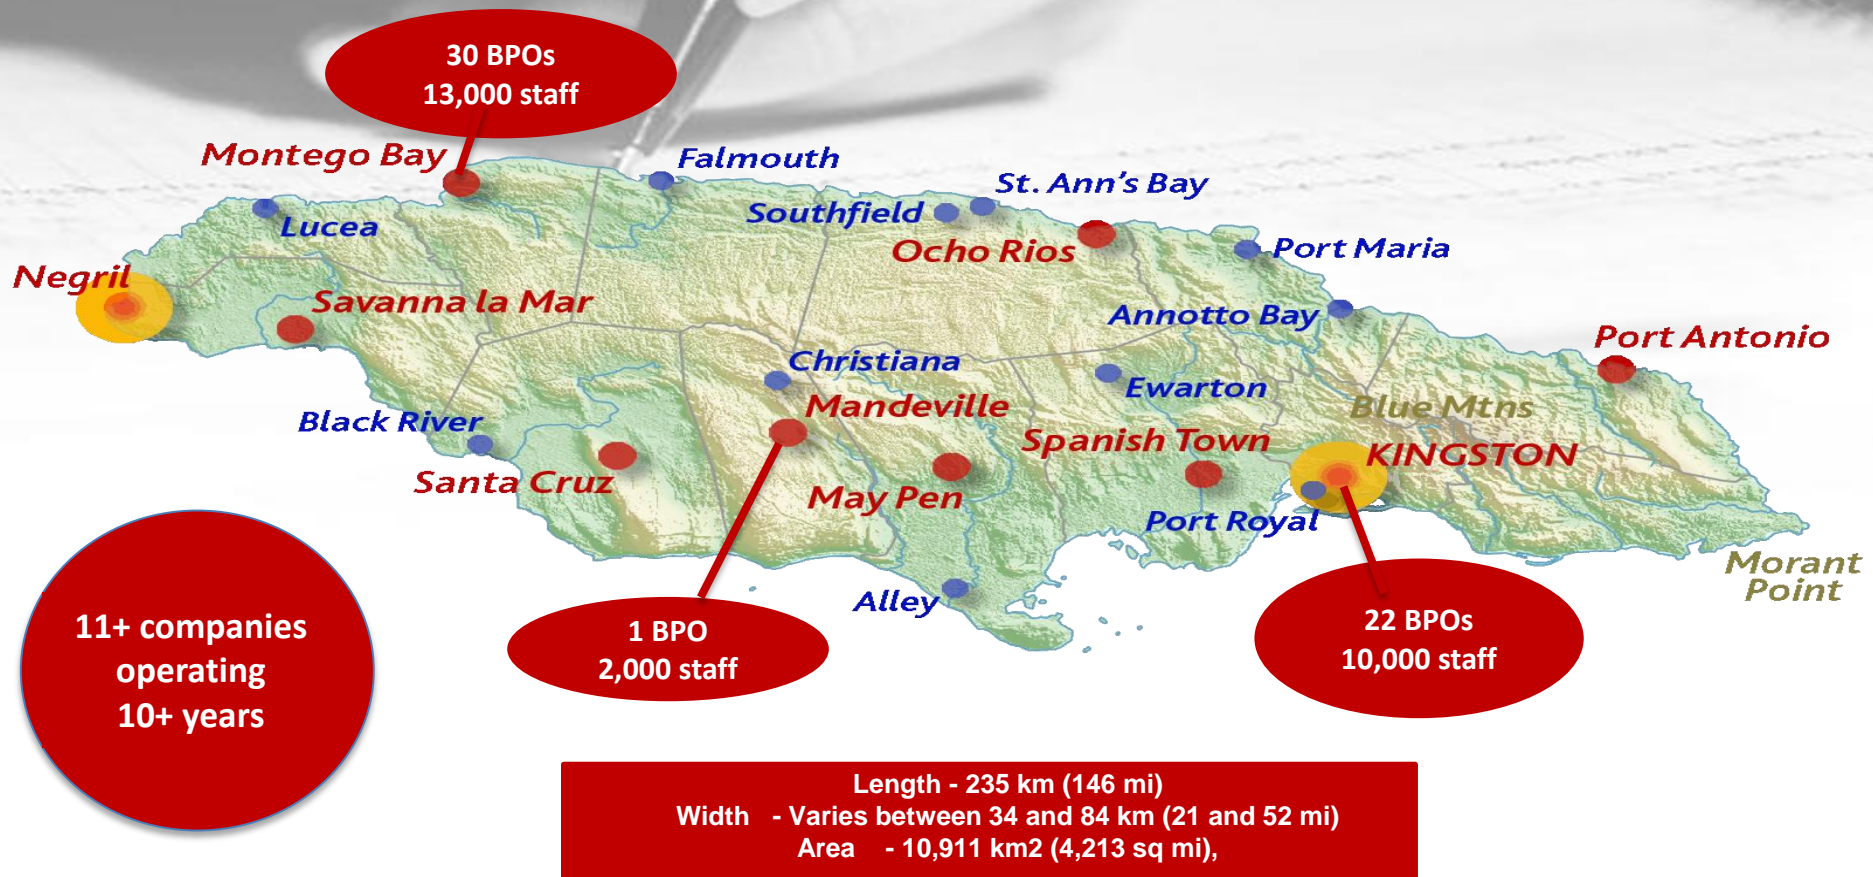 30 BPOs
13,000 staff
Montego Bay
Falmouth
St. Ann's Bay
Southfield
Lucea
Ocho Rios
Port Maria
Negril
Savanna la Mar
Annotto Bay
Port Antonio
Christiana
Ewarton
Mandeville
Blue Mtns
Black River
Spanish Town
KINGSTON
Santa Cruz
May Pen
Port Royal
Morant
Point
Alley
11+ companies
operating
10+ years
1 BPO
2,000 staff
22 BPOs
10,000 staff
Length - 235 km (146 mi)
Width - Varies between 34 and 84 km (21 and 52 mi)
Area - 10,911 km2 (4,213 sq mi),